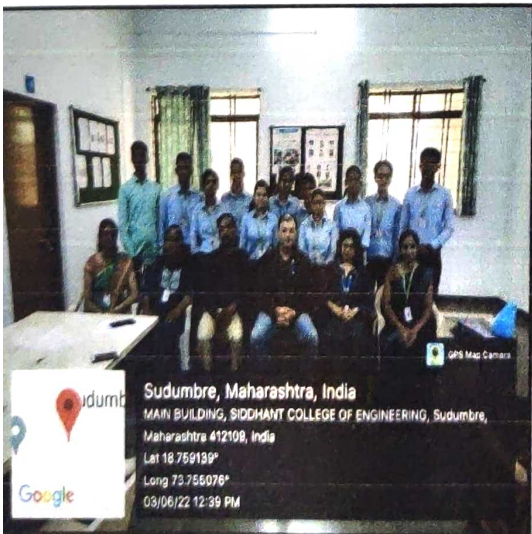 GPS Map Camera
Sudumbre, Maharashtra, India
MAIN BUILDING, SIDDHANT COLLEGE OF ENGINEERING, Sudumbre,
Maharashtra 412109, India
Lat 18.759139°
Long 73.755076°
03/06/22 12:39 PM
Google